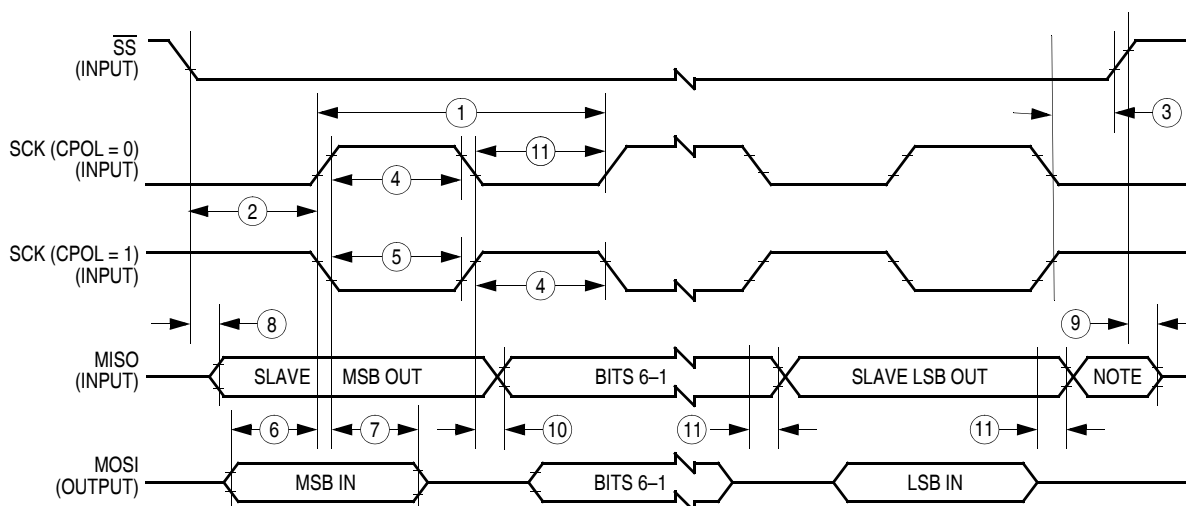 SS
(INPUT)
1
3
SCK (CPOL = 0)
(INPUT)
11
4
2
SCK (CPOL = 1)
(INPUT)
5
4
8
9
MISO
(INPUT)
SLAVE MSB OUT
BITS 6–1
SLAVE LSB OUT
NOTE
6
7
10
11
11
MOSI
(OUTPUT)
MSB IN
BITS 6–1
LSB IN